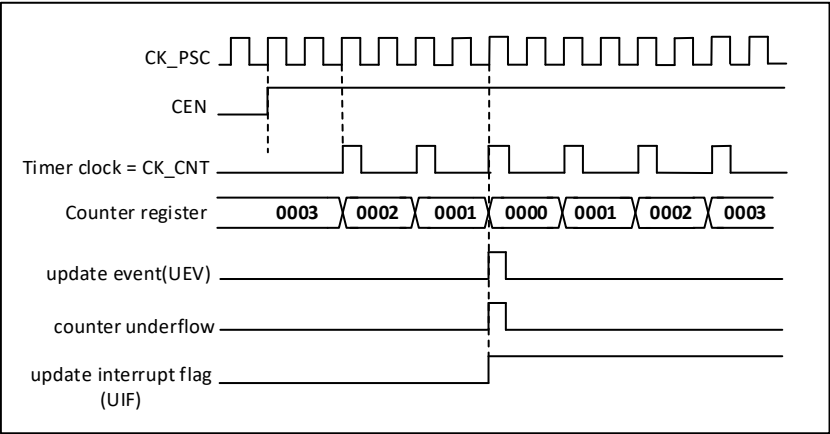 CK_PSC
CEN
Timer clock = CK_CNT
Counter register 0003 0002 0001 0000 0001 0002 0003
update event(UEV)
counter underflow
update interrupt flag
(UIF)